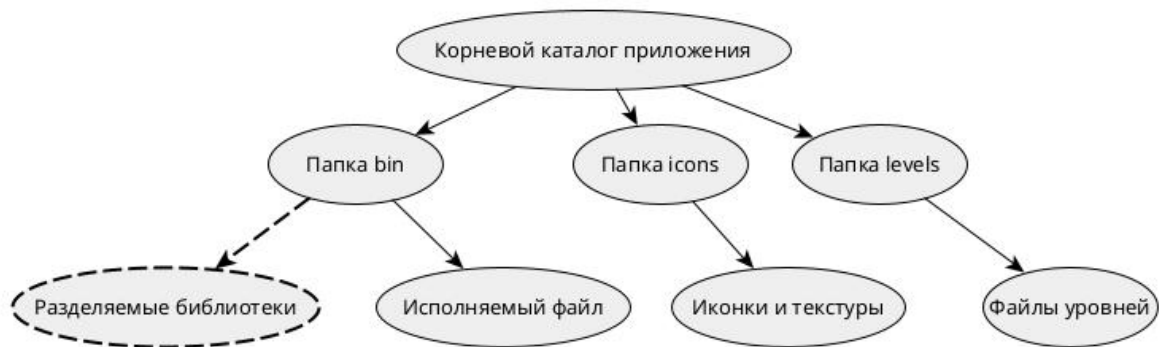 Корневой каталог приложения
Папка bin
Папка icons
Папка levels
Разделяемые библиотеки
Исполняемый файл
Иконки и текстуры
Файлы уровней